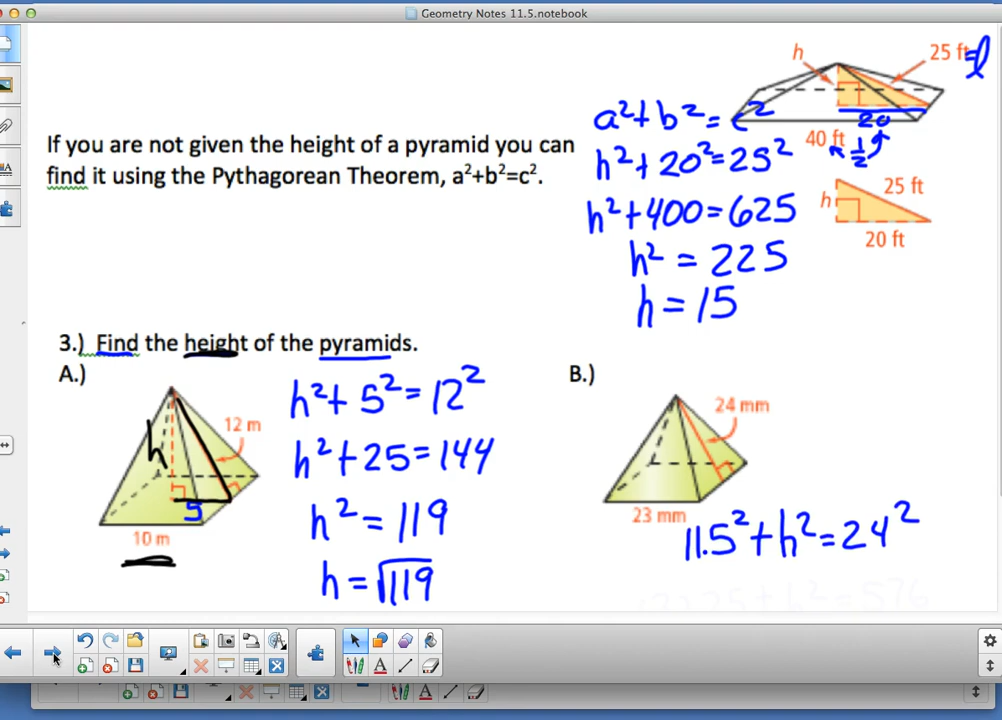 Geometry Notes 11.5.notebook
If you are not given the height of a pyramid you can
find it using the Pythagorean Theorem, a²+b²=c².
h
25 ft =l
a²+b²=c²
20
40 ft
1/2
h²+20²=25²
h²+400=625
h²=225
h=15
25 ft
h
20 ft
3.) Find the height of the pyramids.
A.)
h
12 m
5
10 m
h²+5²=12²
h²+25=144
h²=119
h=√119
B.)
24 mm
23 mm
11.5²+h²=24²